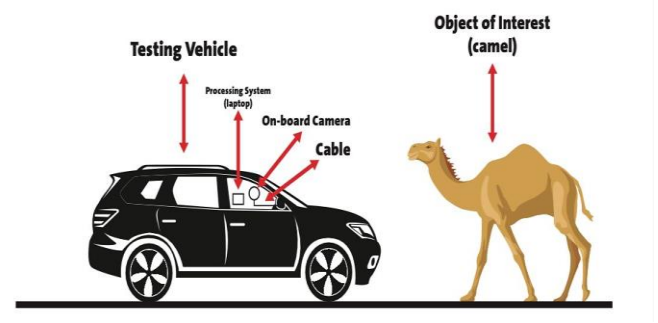 Object of Interest
(camel)
Testing Vehicle
Processing System
(laptop)
On-board Camera
Cable